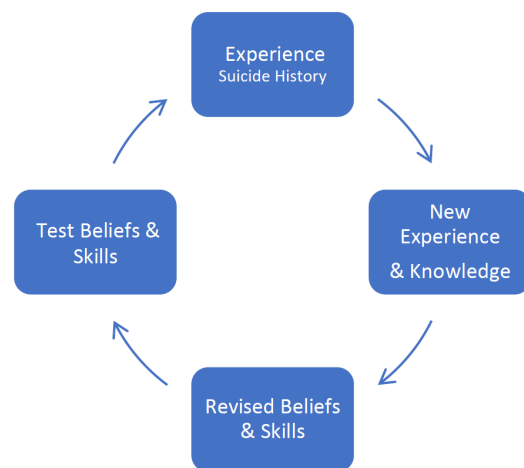 Experience
Suicide History
New
Experience
& Knowledge
Revised Beliefs
& Skills
Test Beliefs &
Skills